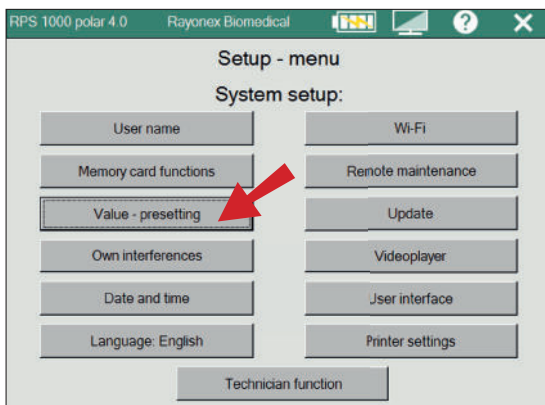 RPS 1000 polar 4.0 Rayonex Biomedical ?
Setup - menu
System setup:
User name
Wi-Fi
Memory card functions
Remote maintenance
Value - presetting
Update
Own interferences
Videoplayer
Date and time
User interface
Language: English
Printer settings
Technician function